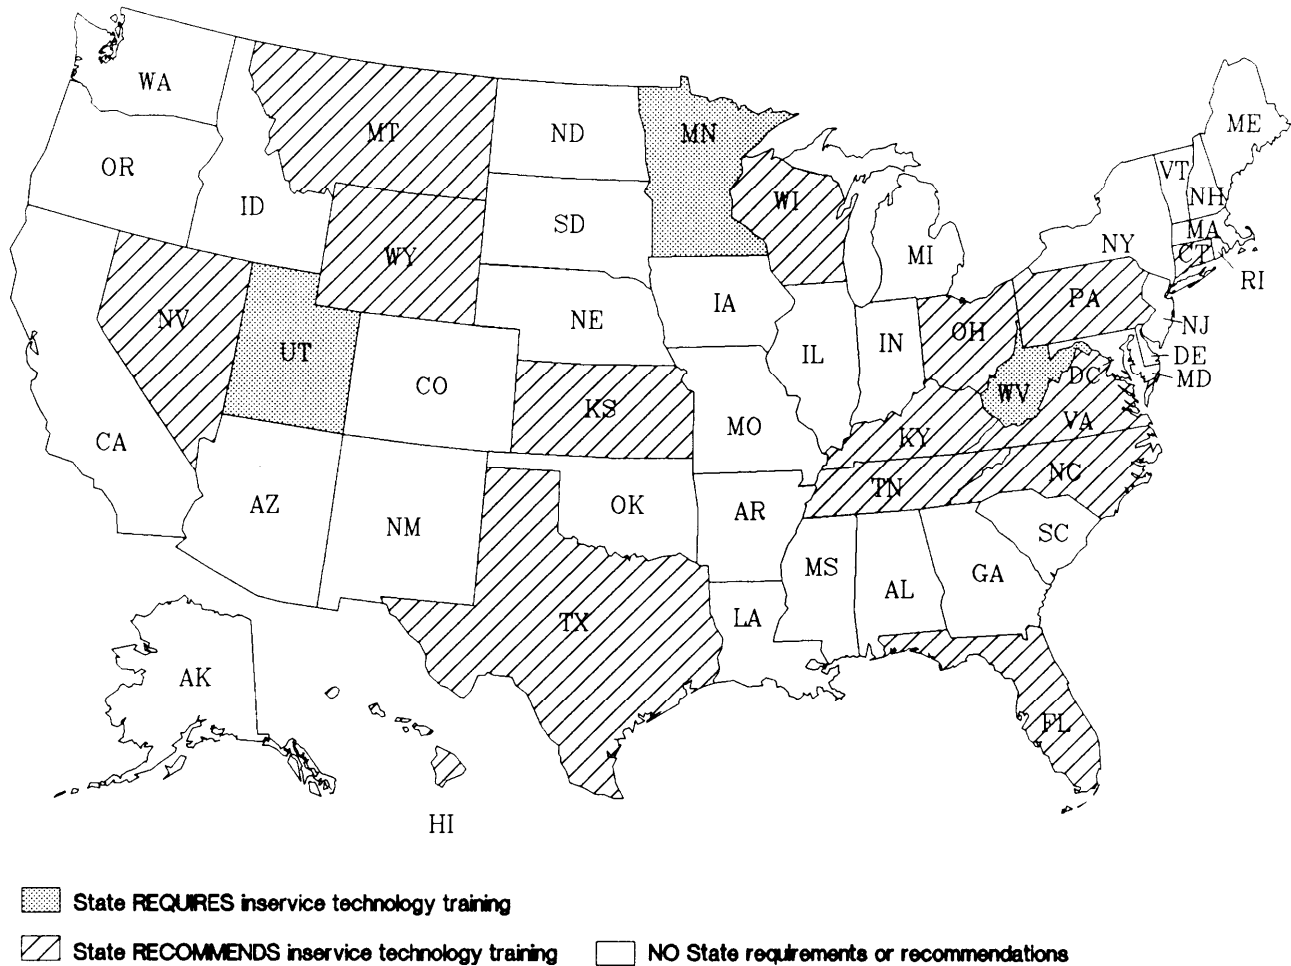 WA
MT
ND
MN
ME
OR
VT
ID
WI
NH
SD
MA
NY
WY
MI
CT
RI
PA
IA
NV
NE
OH
NJ
UT
IN
IL
DE
CO
DC
MD
WV
KS
VA
MO
KY
CA
NC
TN
AZ
OK
AR
NM
SC
MS
GA
AL
LA
TX
AK
FL
HI
State REQUIRES inservice technology training
State RECOMMENDS inservice technology training
NO State requirements or recommendations